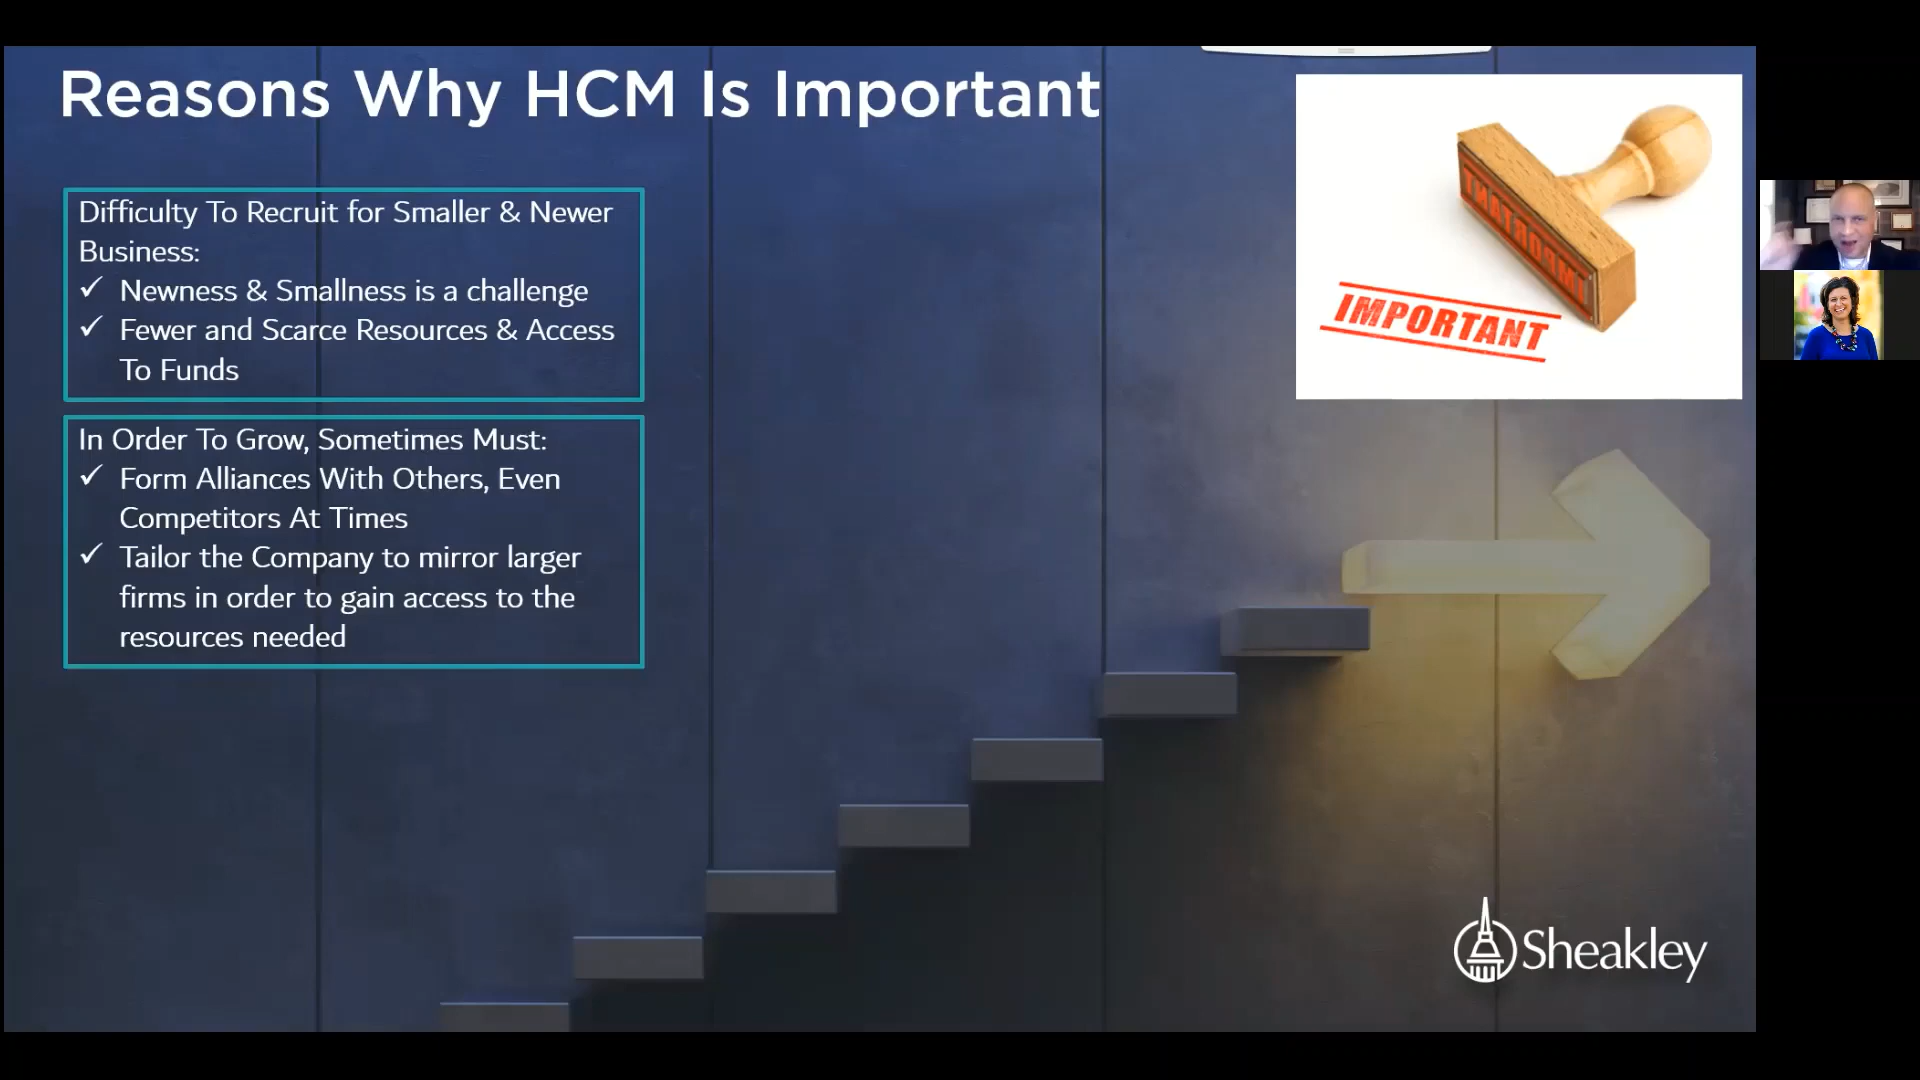 Reasons Why HCM Is Important
Difficulty To Recruit for Smaller & Newer
Business:
✓ Newness & Smallness is a challenge
✓ Fewer and Scarce Resources & Access
To Funds
In Order To Grow, Sometimes Must:
✓ Form Alliances With Others, Even
Competitors At Times
✓ Tailor the Company to mirror larger
firms in order to gain access to the
resources needed
IMPORTANT
IMPORTANT
Sheakley